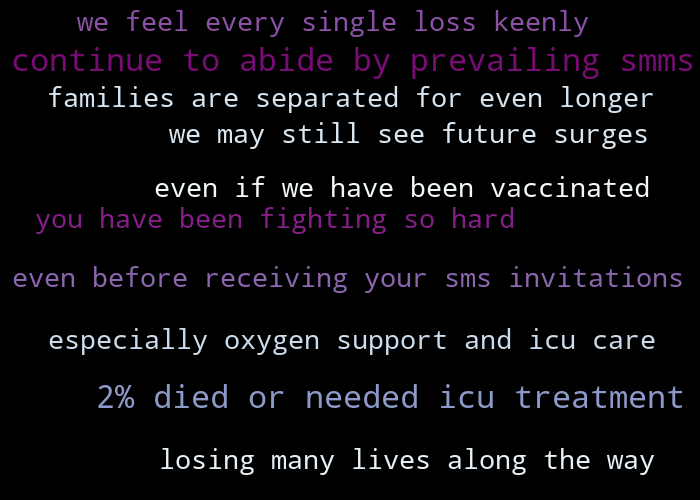 we feel every single loss keenly
continue to abide by prevailing smms
families are separated for even longer
we may still see future surges
even if we have been vaccinated
you have been fighting so hard
even before receiving your sms invitations
especially oxygen support and icu care
2% died or needed icu treatment
losing many lives along the way